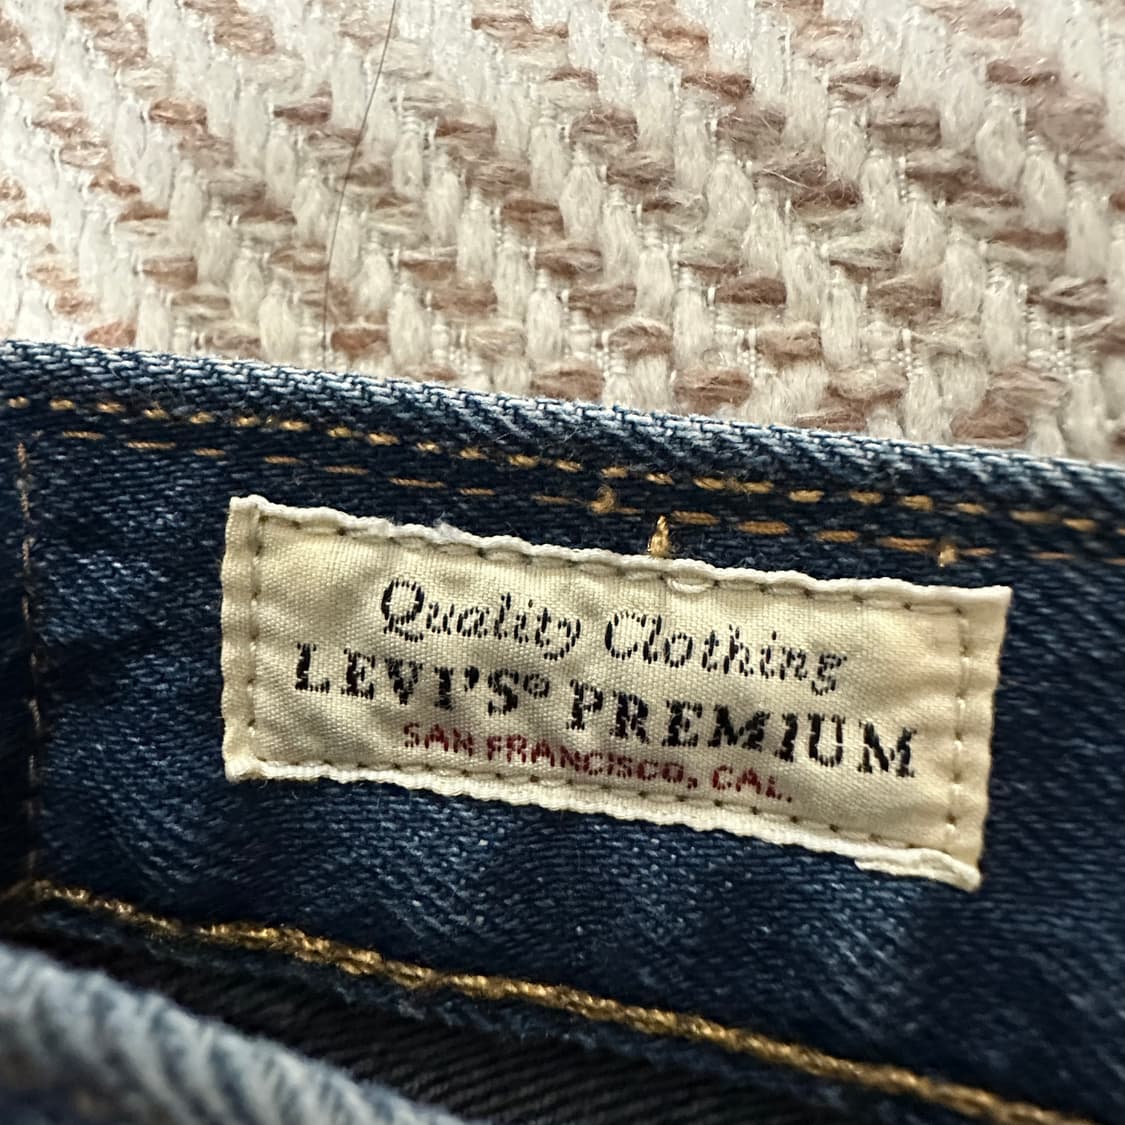 Quality Clothing
LEVI'S® PREMIUM
SAN FRANCISCO, CAL.